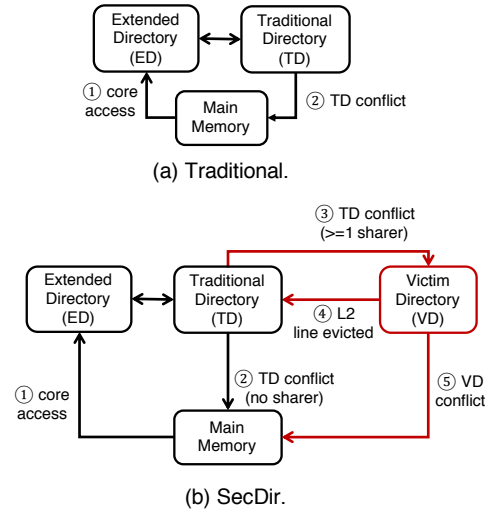 Extended
Directory
(ED)
Traditional
Directory
(TD)
① core
access
Main
Memory
② TD conflict
(a) Traditional.
③ TD conflict
(>=1 sharer)
Extended
Directory
(ED)
Traditional
Directory
(TD)
Victim
Directory
(VD)
④ L2
line evicted
① core
access
② TD conflict
(no sharer)
⑤ VD
conflict
Main
Memory
(b) SecDir.